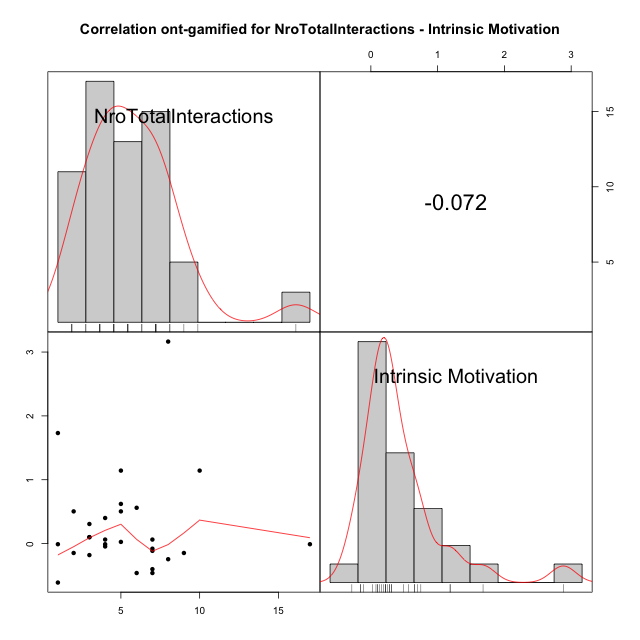 Correlation ont-gamified for NroTotalInteractions - Intrinsic Motivation
0 1 2 3
NroTotalInteractions
15
10
5
-0.072
3
2
1
0
Intrinsic Motivation
5 10 15